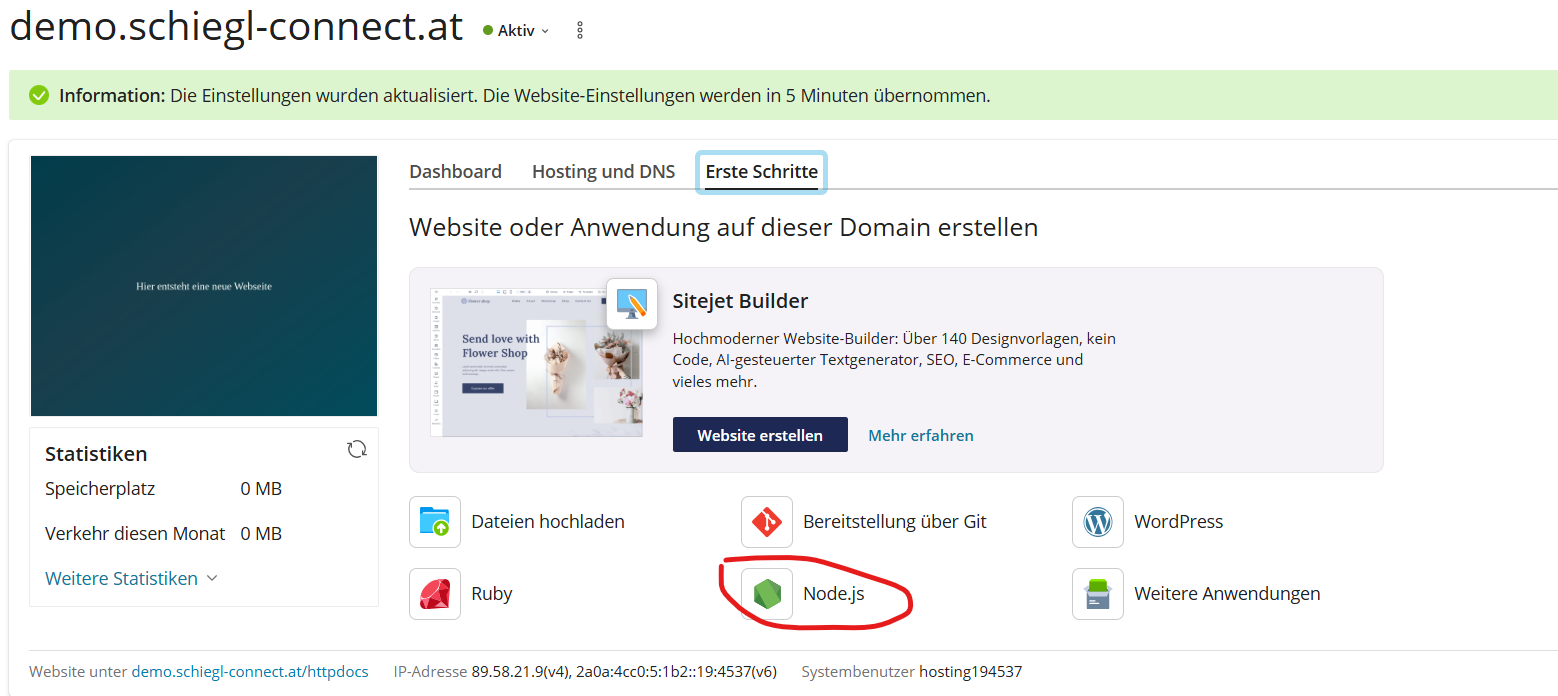 demo.schiegl-connect.at Aktiv
Information: Die Einstellungen wurden aktualisiert. Die Website-Einstellungen werden in 5 Minuten übernommen.
Hier entsteht eine neue Webseite
Dashboard Hosting und DNS Erste Schritte
Website oder Anwendung auf dieser Domain erstellen
Send love with
Flower Shop
Sitejet Builder
Hochmoderner Website-Builder: Über 140 Designvorlagen, kein
Code, AI-gesteuerter Textgenerator, SEO, E-Commerce und
vieles mehr.
Website erstellen Mehr erfahren
Statistiken
Speicherplatz 0 MB
Verkehr diesen Monat 0 MB
Weitere Statistiken
Dateien hochladen Bereitstellung über Git WordPress
Ruby Node.js Weitere Anwendungen
Website unter demo.schiegl-connect.at/httpdocs IP-Adresse 89.58.21.9(v4), 2a0a:4cc0:5:1b2::19:4537(v6) Systembenutzer hosting194537